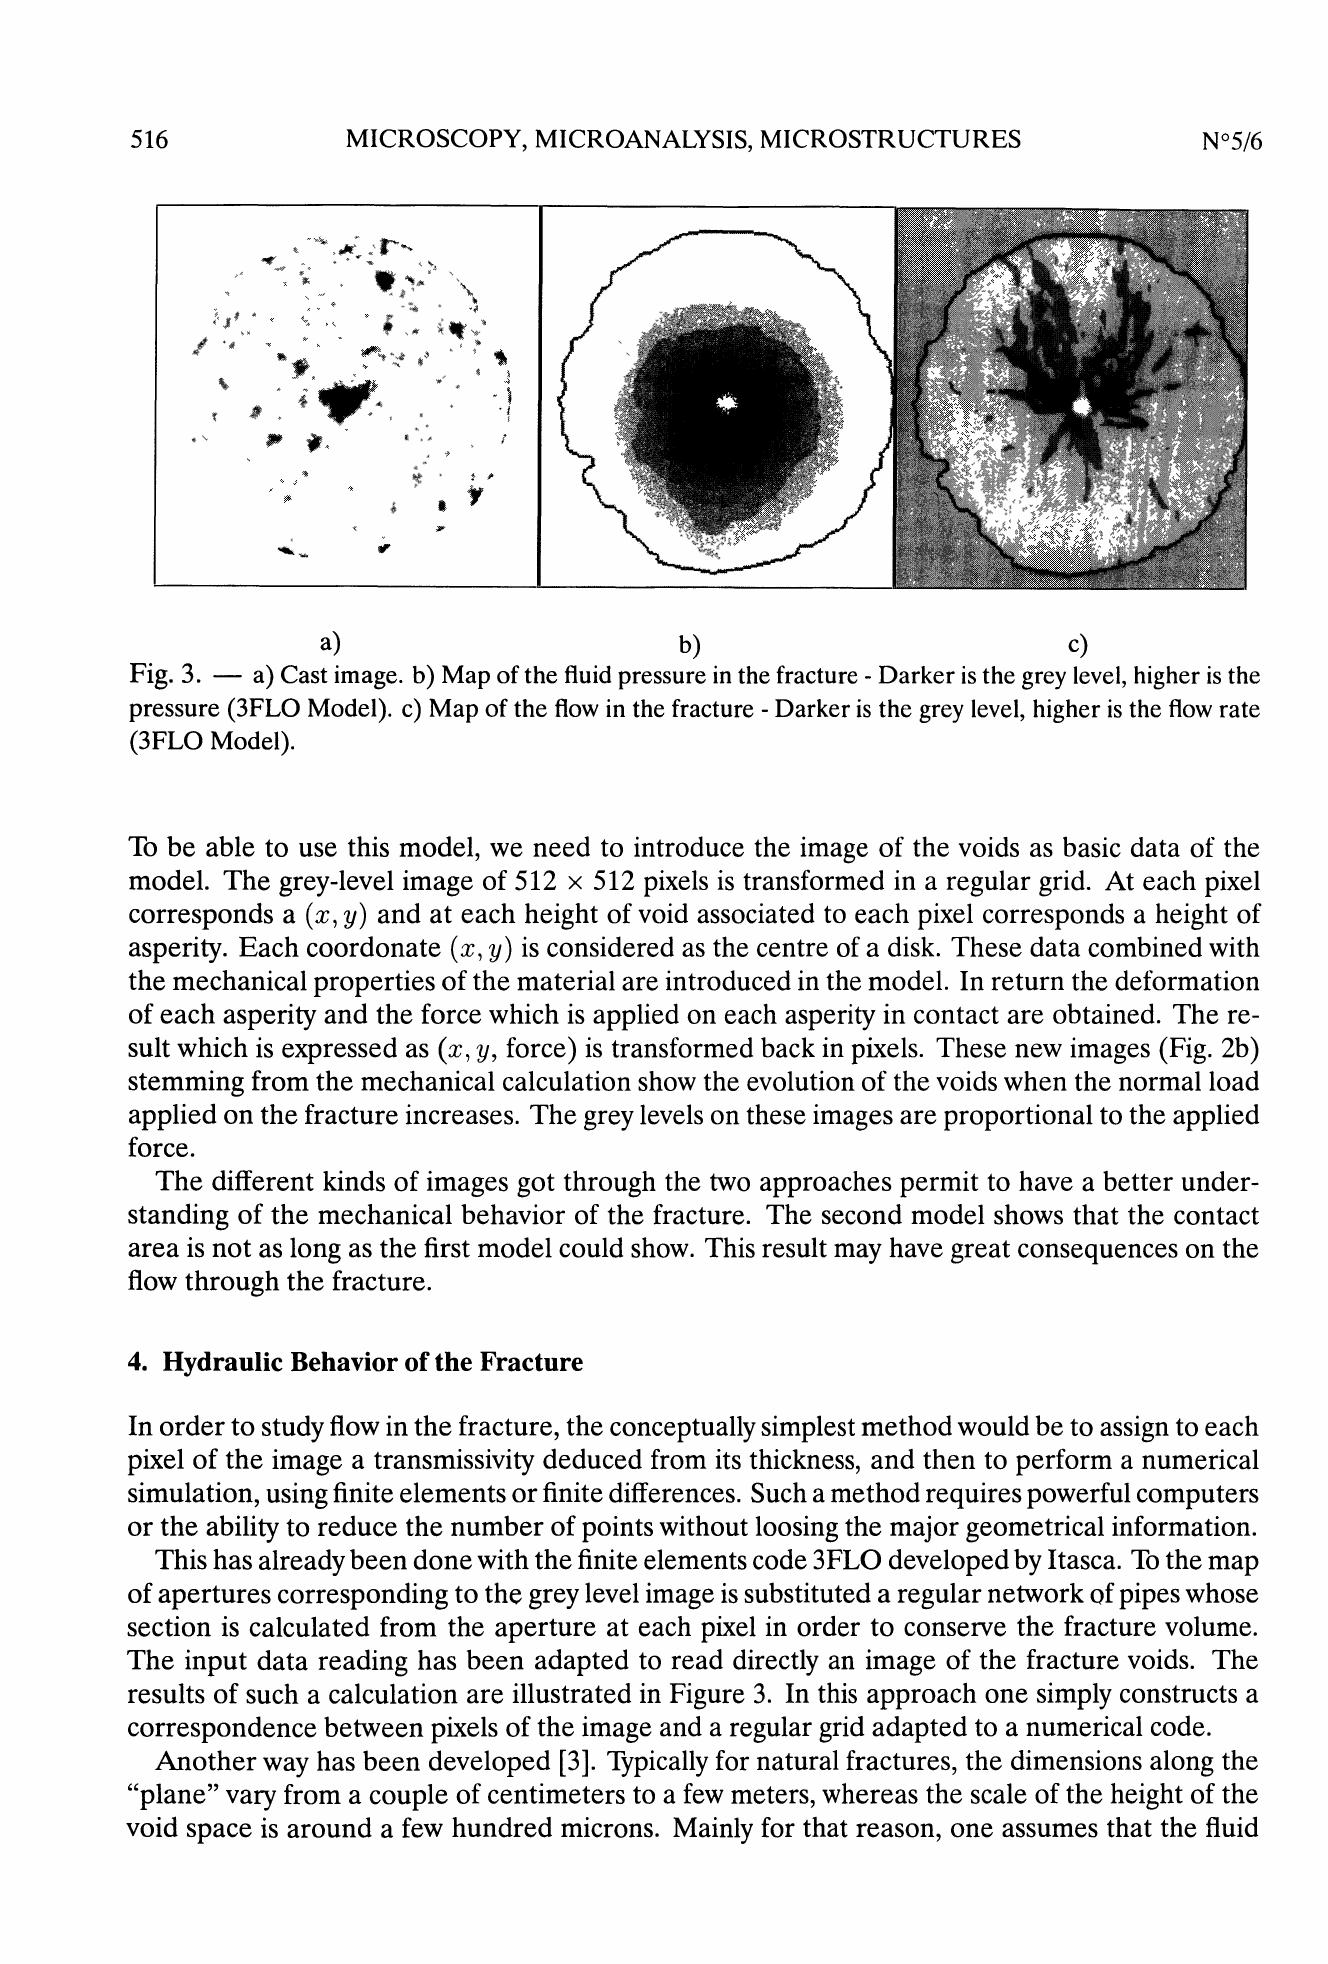 516 MICROSCOPY, MICROANALYSIS, MICROSTRUCTURES N°5/6
a) b) c)
Fig. 3. — a) Cast image. b) Map of the fluid pressure in the fracture - Darker is the grey level, higher is the
pressure (3FLO Model). c) Map of the flow in the fracture - Darker is the grey level, higher is the flow rate
(3FLO Model).
To be able to use this model, we need to introduce the image of the voids as basic data of the
model. The grey-level image of 512 × 512 pixels is transformed in a regular grid. At each pixel
corresponds a (x, y) and at each height of void associated to each pixel corresponds a height of
asperity. Each coordonate (x, y) is considered as the centre of a disk. These data combined with
the mechanical properties of the material are introduced in the model. In return the deformation
of each asperity and the force which is applied on each asperity in contact are obtained. The re-
sult which is expressed as (x, y, force) is transformed back in pixels. These new images (Fig. 2b)
stemming from the mechanical calculation show the evolution of the voids when the normal load
applied on the fracture increases. The grey levels on these images are proportional to the applied
force.
The different kinds of images got through the two approaches permit to have a better under-
standing of the mechanical behavior of the fracture. The second model shows that the contact
area is not as long as the first model could show. This result may have great consequences on the
flow through the fracture.
4. Hydraulic Behavior of the Fracture
In order to study flow in the fracture, the conceptually simplest method would be to assign to each
pixel of the image a transmissivity deduced from its thickness, and then to perform a numerical
simulation, using finite elements or finite differences. Such a method requires powerful computers
or the ability to reduce the number of points without loosing the major geometrical information.
This has already been done with the finite elements code 3FLO developed by Itasca. To the map
of apertures corresponding to the grey level image is substituted a regular network of pipes whose
section is calculated from the aperture at each pixel in order to conserve the fracture volume.
The input data reading has been adapted to read directly an image of the fracture voids. The
results of such a calculation are illustrated in Figure 3. In this approach one simply constructs a
correspondence between pixels of the image and a regular grid adapted to a numerical code.
Another way has been developed [3]. Typically for natural fractures, the dimensions along the
“plane” vary from a couple of centimeters to a few meters, whereas the scale of the height of the
void space is around a few hundred microns. Mainly for that reason, one assumes that the fluid